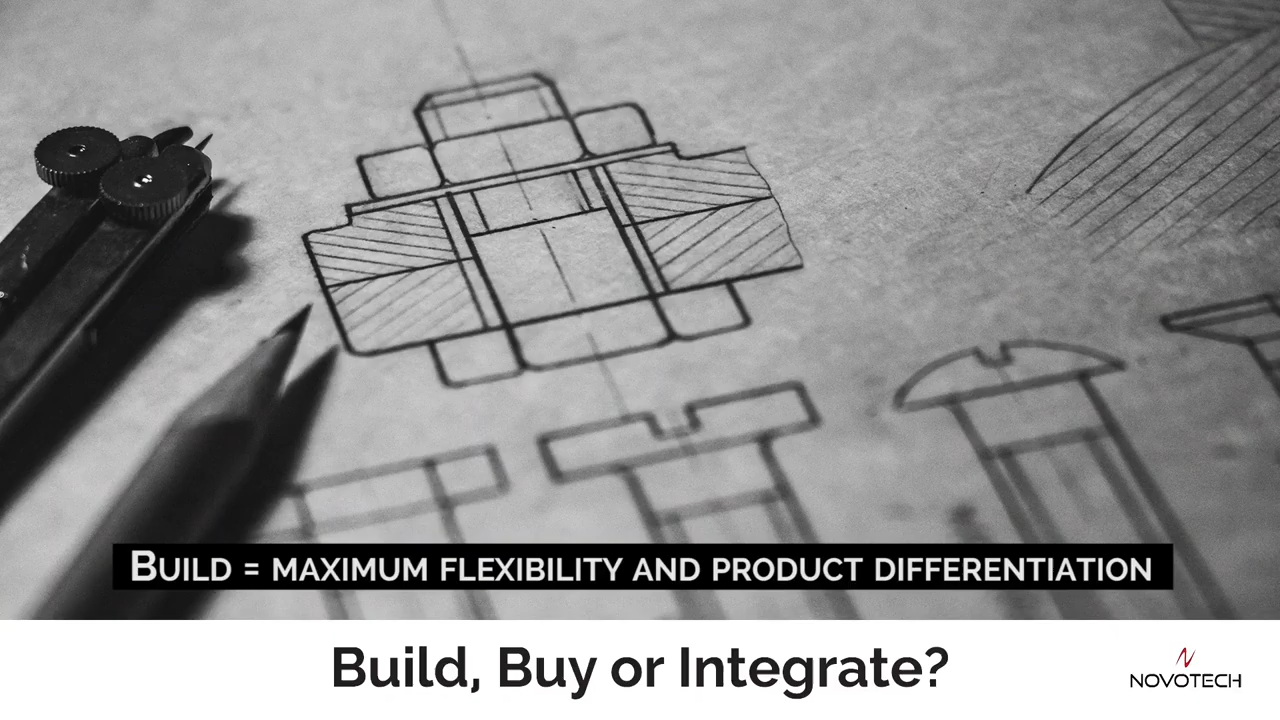 Build = maximum flexibility and product differentiation
Build, Buy or Integrate?
NOVOTECH